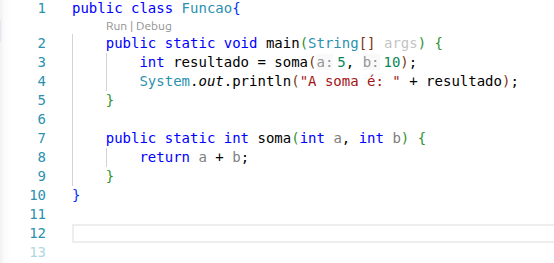 1 public class Funcao{
Run | Debug
2 public static void main(String[] args) {
3 int resultado = soma(a: 5, b: 10);
4 System.out.println("A soma é: " + resultado);
5 }
6
7 public static int soma(int a, int b) {
8 return a + b;
9 }
10 }
11
12
13